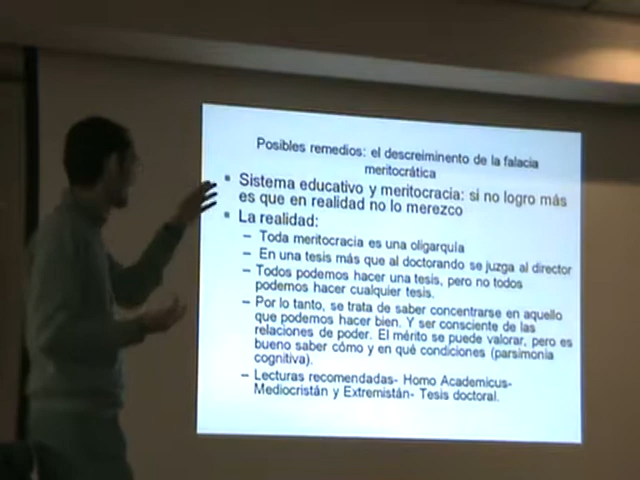 Posibles remedios: el descreiminento de la falacia
meritocrática
Sistema educativo y meritocracia: si no logro más
es que en realidad no lo merezco
La realidad:
– Toda meritocracia es una oligarquía
– En una tesis más que al doctorando se juzga al director
– Todos podemos hacer una tesis, pero no todos
podemos hacer cualquier tesis.
– Por lo tanto, se trata de saber concentrarse en aquello
que podemos hacer bien. Y ser consciente de las
relaciones de poder. El mérito se puede valorar, pero es
bueno saber cómo y en qué condiciones (parsimonia
cognitiva).
– Lecturas recomendadas- Homo Academicus-
Mediocristán y Extremistán- Tesis doctoral.